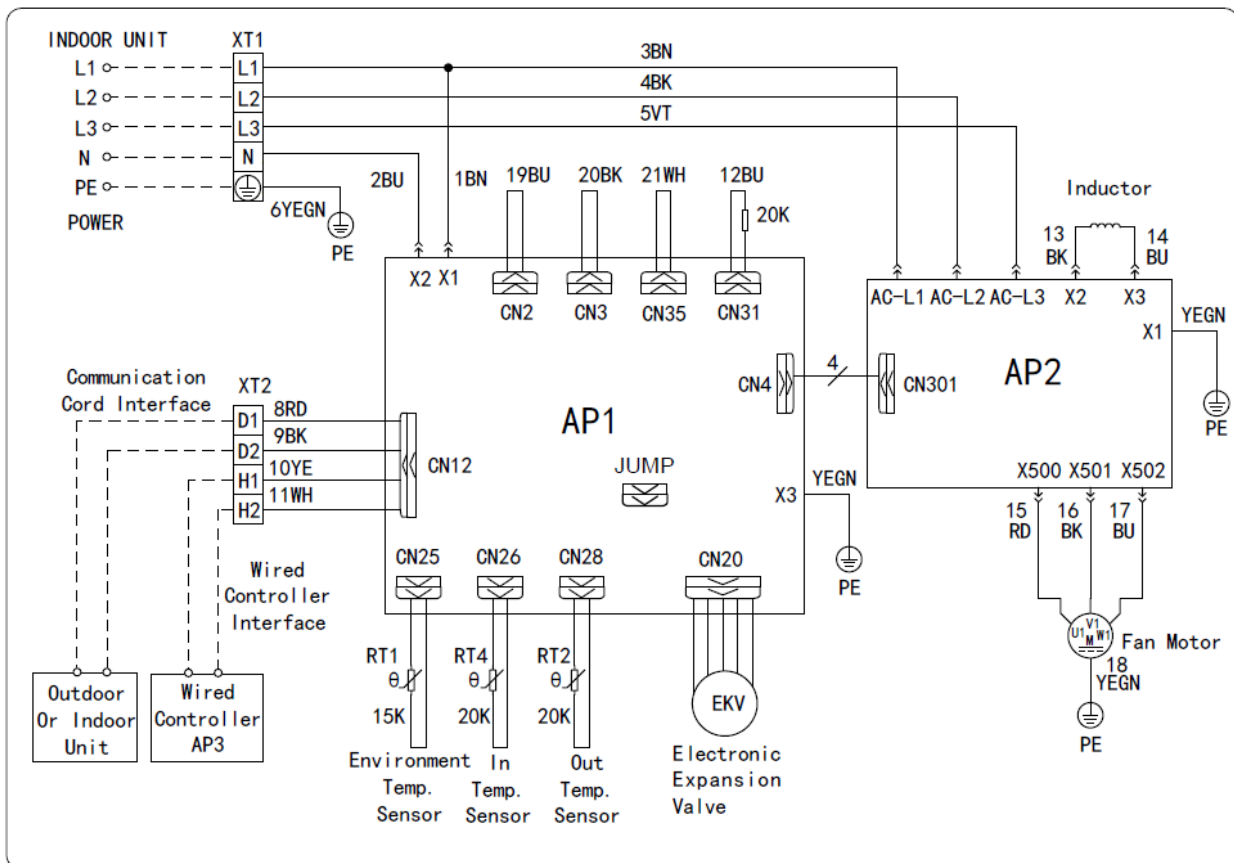 INDOOR UNIT
XT1
L1
L1
3BN
L2
L2
4BK
L3
L3
5VT
N
N
PE
POWER
6YEGN
PE
2BU
1BN
19BU
20BK
21WH
12BU
20K
Inductor
13
BK
14
BU
X2
X1
CN2
CN3
CN35
CN31
AC-L1
AC-L2
AC-L3
X2
X3
X1
YEGN
PE
CN4
4
CN301
AP2
AP1
JUMP
X3
YEGN
PE
X500
X501
X502
15
RD
16
BK
17
BU
U1
V1
W1
M
Fan Motor
18
YEGN
PE
Communication
Cord Interface
XT2
D1
8RD
D2
9BK
H1
10YE
H2
11WH
CN12
Wired
Controller
Interface
CN25
CN26
CN28
CN20
RT1
θ
15K
RT4
θ
20K
RT2
θ
20K
EKV
Outdoor
Or Indoor
Unit
Wired
Controller
AP3
Environment
Temp.
Sensor
In
Temp.
Sensor
Out
Temp.
Sensor
Electronic
Expansion
Valve